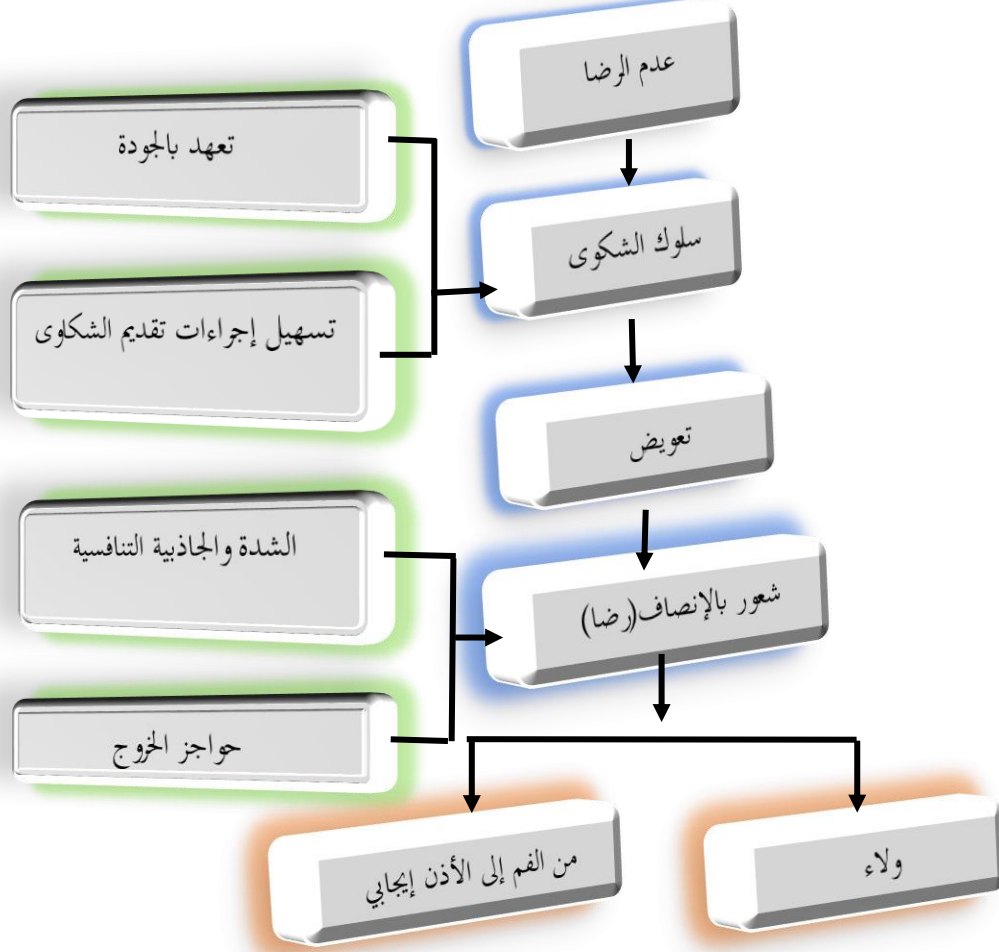 عدم الرضا
تعهد بالجودة
سلوك الشكوى
تسهيل إجراءات تقديم الشكاوى
تعويض
الشدة والجاذبية التنافسية
شعور بالإنصاف(رضا)
حواجز الخروج
ولاء
من الفم إلى الأذن إيجابي